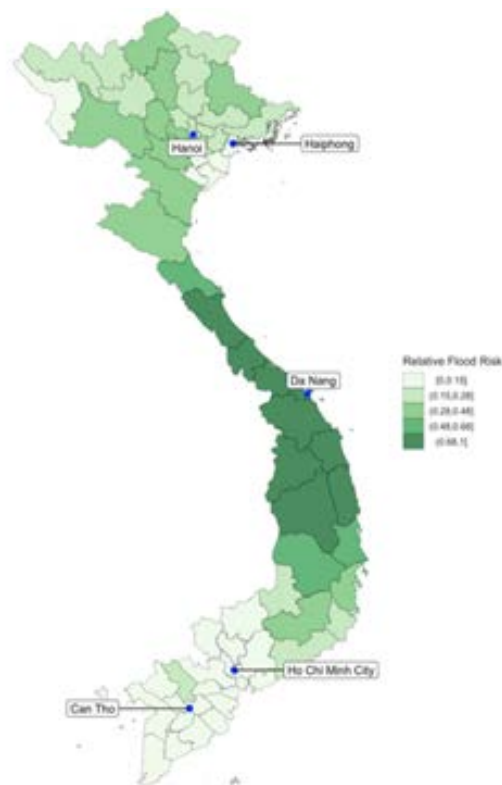 Hanoi
Haiphong
Da Nang
Relative Flood Risk
[0,0.15]
(0.15,0.28]
(0.28,0.48]
(0.48,0.68]
(0.68,1]
Ho Chi Minh City
Can Tho